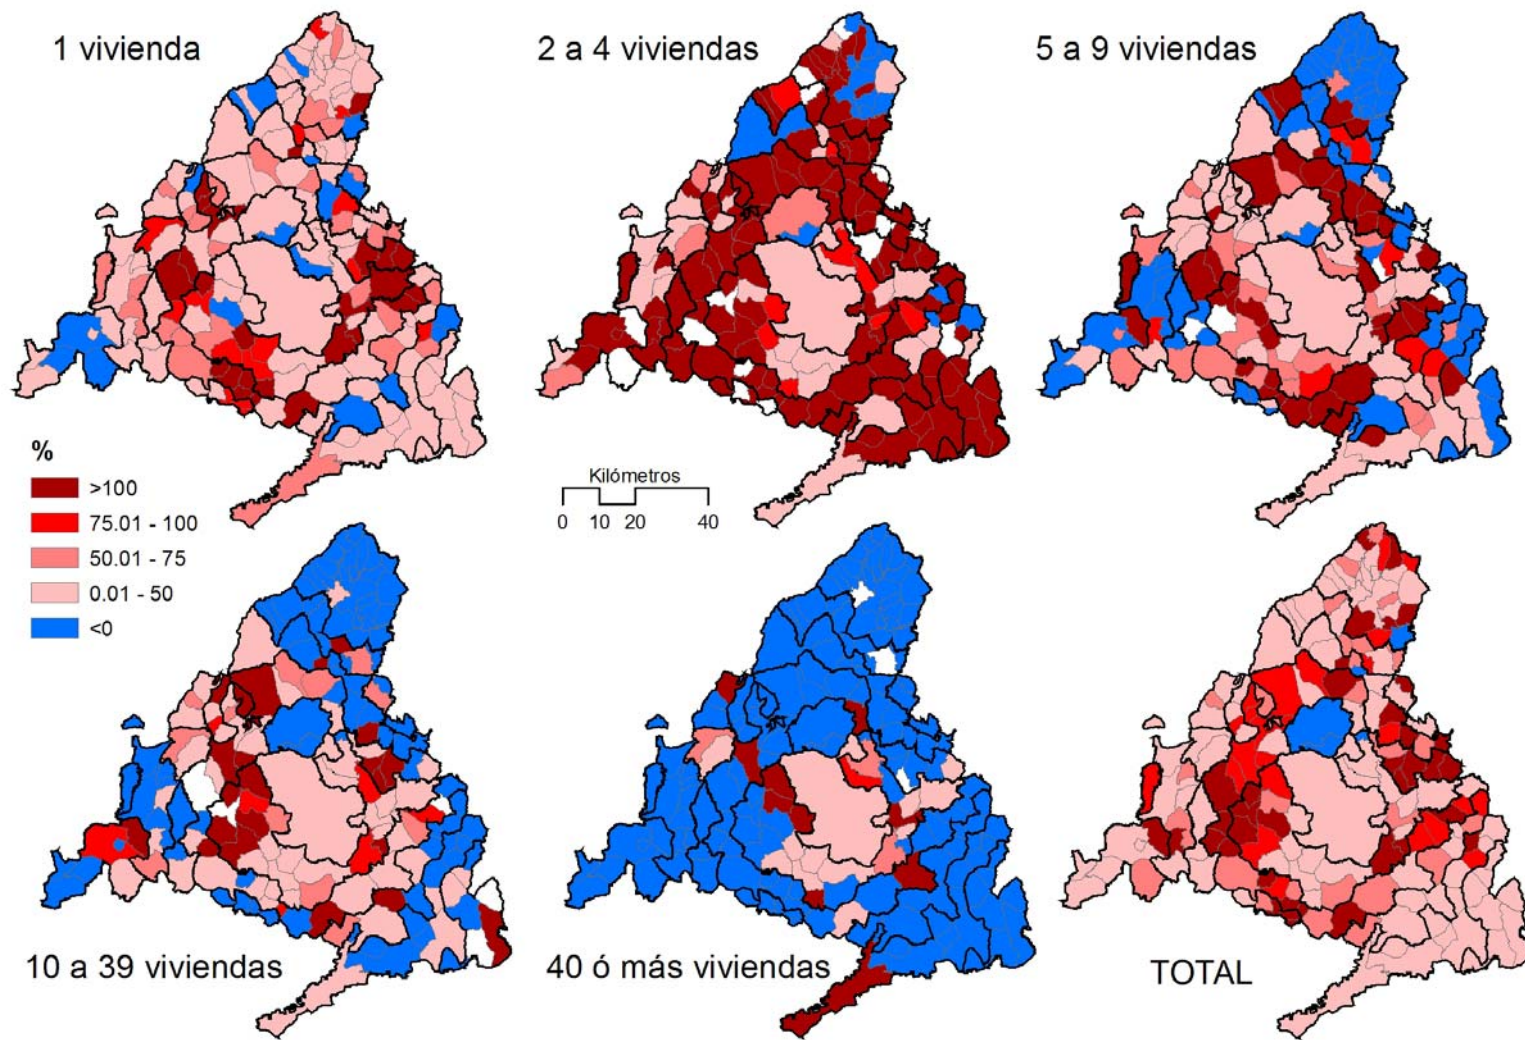 1 vivienda
2 a 4 viviendas
5 a 9 viviendas
%
>100
75.01 - 100
50.01 - 75
0.01 - 50
<0
Kilómetros
0 10 20 40
10 a 39 viviendas
40 ó más viviendas
TOTAL